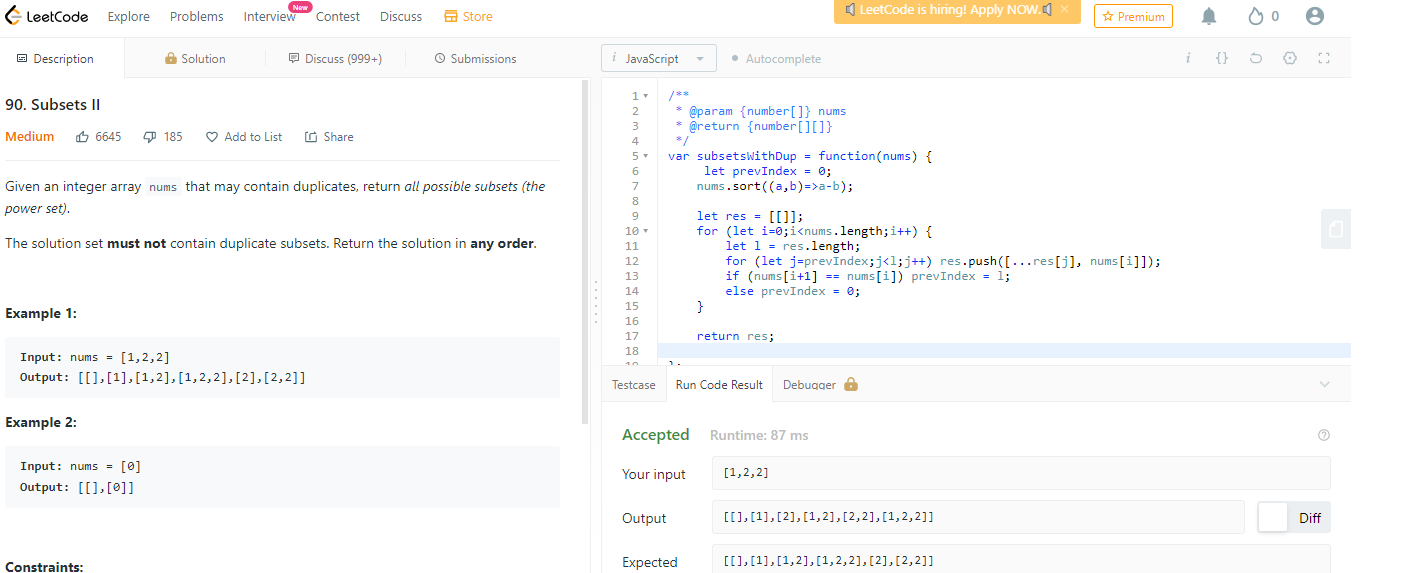 LeetCode Explore Problems Interview New Contest Discuss Store LeetCode is hiring! Apply NOW. × Premium 0
Description Solution Discuss (999+) Submissions
90. Subsets II
Medium 6645 185 Add to List Share
Given an integer array nums that may contain duplicates, return all possible subsets (the
power set).
The solution set must not contain duplicate subsets. Return the solution in any order.
Example 1:
Input: nums = [1,2,2]
Output: [[],[1],[1,2],[1,2,2],[2],[2,2]]
Example 2:
Input: nums = [0]
Output: [[],[0]]
Constraints:
i JavaScript Autocomplete i {}
1 /**
2 * @param {number[]} nums
3 * @return {number[][]}
4 */
5 var subsetsWithDup = function(nums) {
6 let prevIndex = 0;
7 nums.sort((a,b)=>a-b);
8
9 let res = [[]];
10 for (let i=0;i<nums.length;i++) {
11 let l = res.length;
12 for (let j=prevIndex;j<l;j++) res.push([...res[j], nums[i]]);
13 if (nums[i+1] == nums[i]) prevIndex = l;
14 else prevIndex = 0;
15 }
16
17 return res;
18
19 };
Testcase Run Code Result Debugger
Accepted Runtime: 87 ms
Your input [1,2,2]
Output [[],[1],[2],[1,2],[2,2],[1,2,2]] Diff
Expected [[],[1],[1,2],[1,2,2],[2],[2,2]]